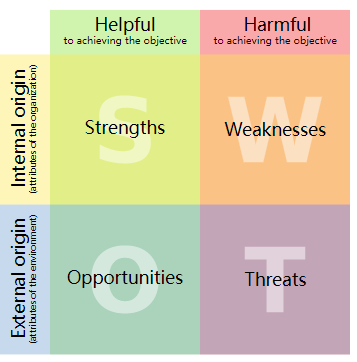 Helpful
to achieving the objective
Harmful
to achieving the objective
Internal origin
(attributes of the organization)
S
Strengths
W
Weaknesses
External origin
(attributes of the environment)
O
Opportunities
T
Threats